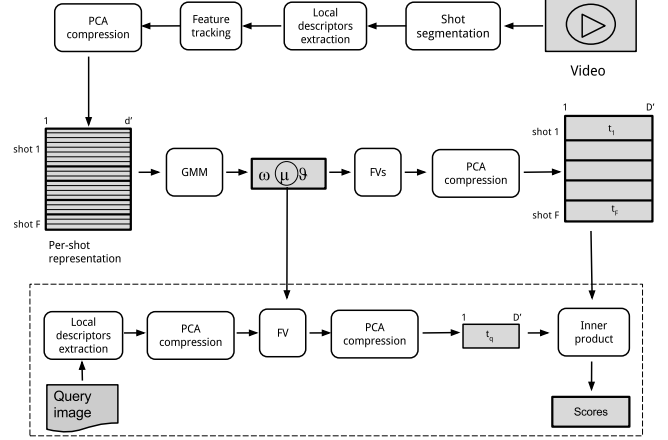 PCA
compression
Feature
tracking
Local
descriptors
extraction
Shot
segmentation
Video
1 d'
shot 1
shot F
Per-shot
representation
GMM
ω μ ϑ
FVs
PCA
compression
1 D'
shot 1
t1
tF
shot F
Local
descriptors
extraction
PCA
compression
FV
PCA
compression
1 D'
tq
Inner
product
Query
image
Scores